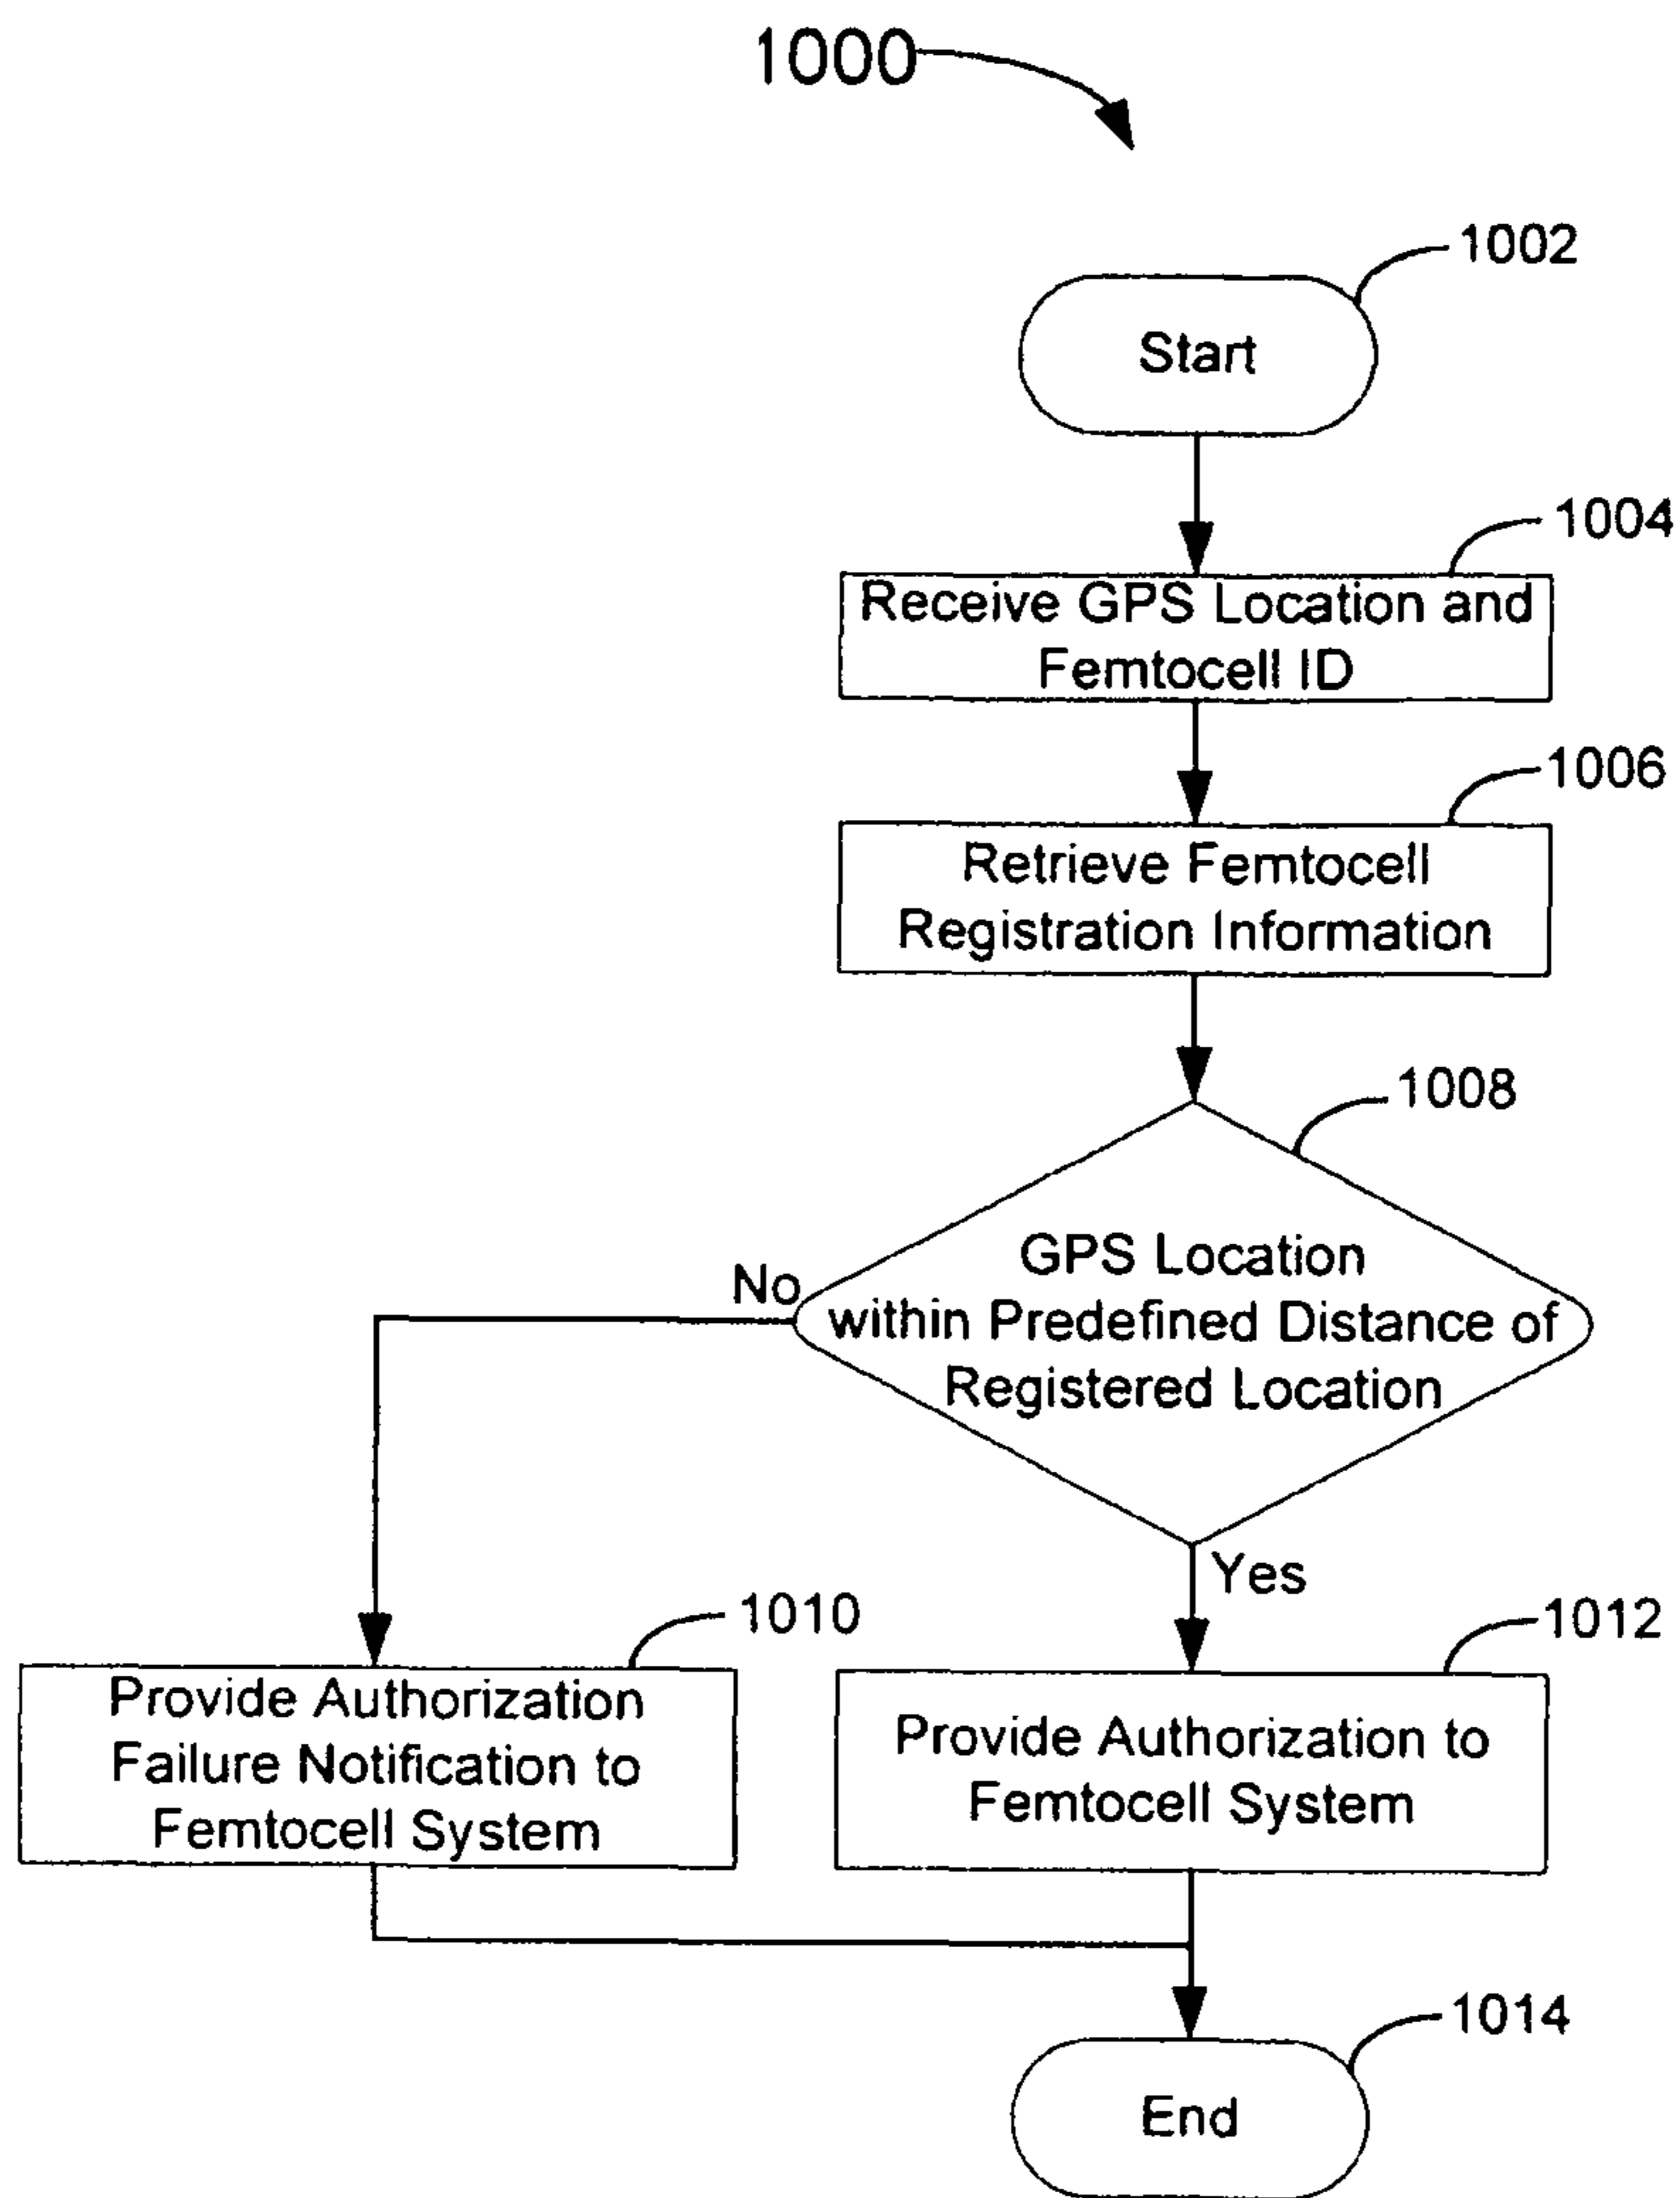 1000
1002
Start
1004
Receive GPS Location and
Femtocell ID
1006
Retrieve Femtocell
Registration Information
1008
GPS Location
within Predefined Distance of
Registered Location
No
Yes
1010
Provide Authorization
Failure Notification to
Femtocell System
1012
Provide Authorization to
Femtocell System
1014
End